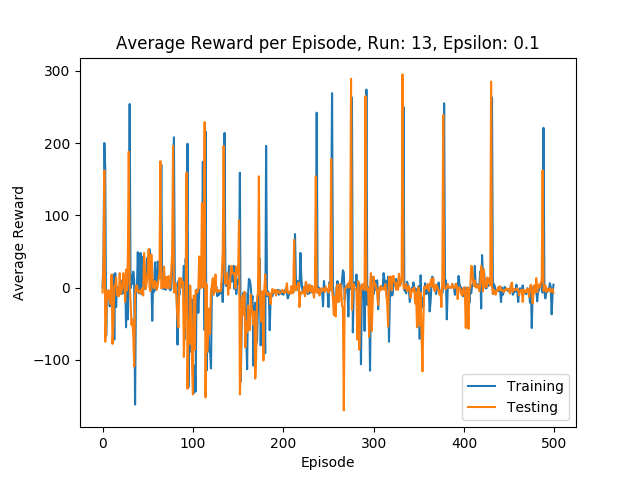 Average Reward per Episode, Run: 13, Epsilon: 0.1
300
200
100
0
−100
Average Reward
0
100
200
300
400
500
Episode
Training
Testing